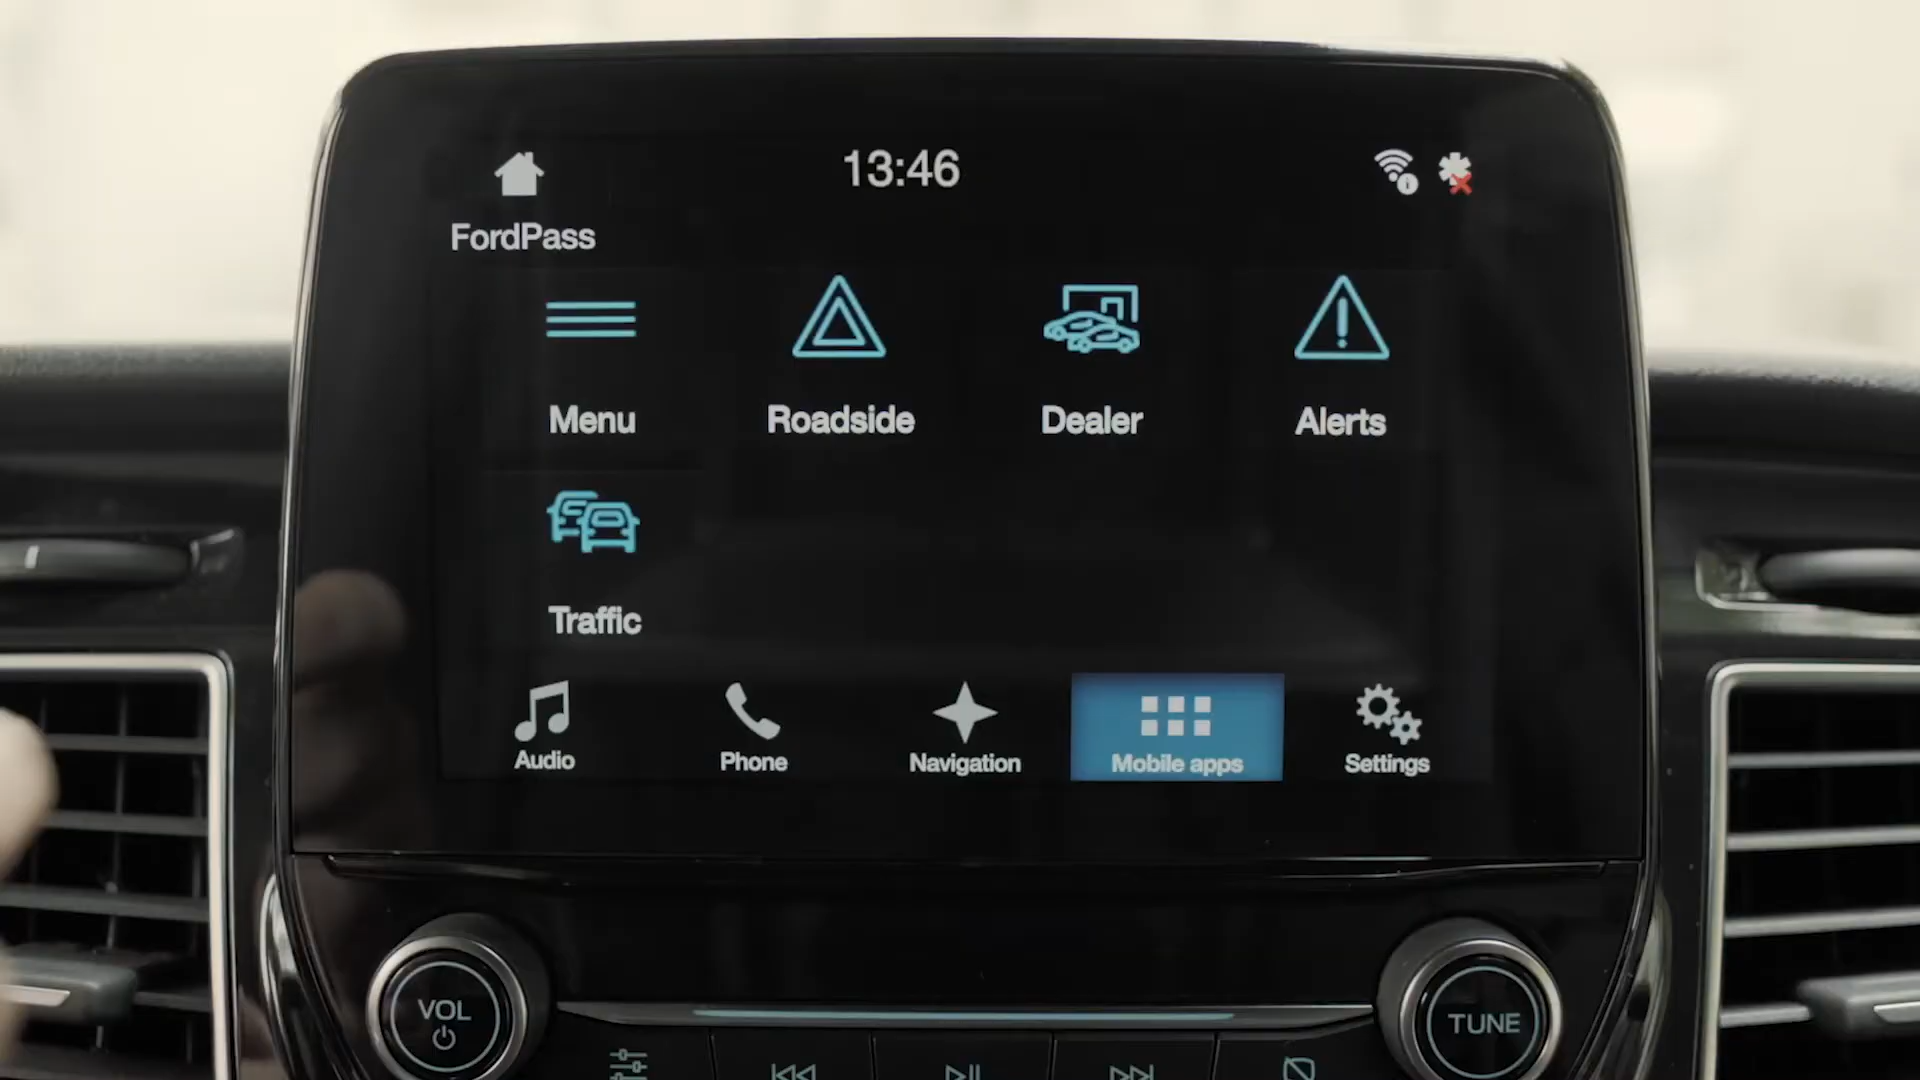 13:46
FordPass
Menu
Roadside
Dealer
Alerts
Traffic
Audio
Phone
Navigation
Mobile apps
Settings
VOL
TUNE